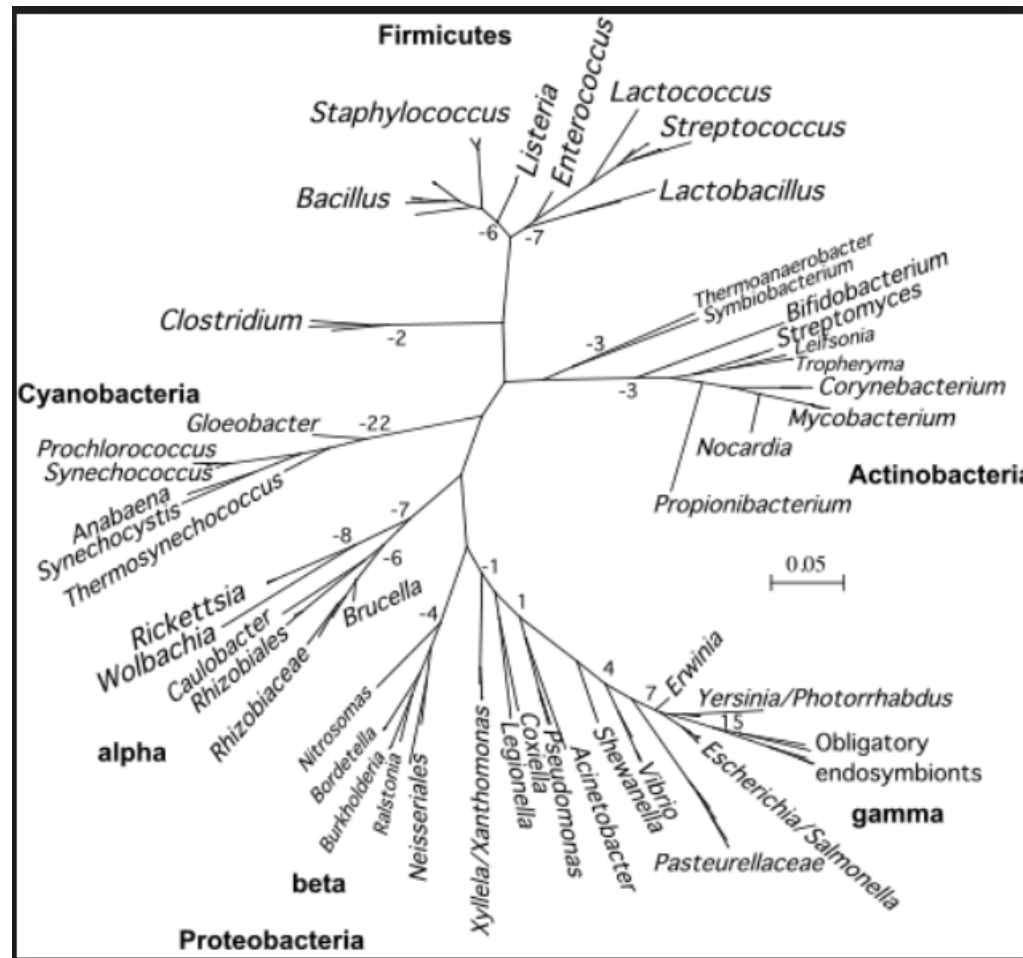 Firmicutes
Staphylococcus
Listeria
Enterococcus
Lactococcus
Streptococcus
Bacillus
Lactobacillus
-6
-7
Clostridium
-2
Thermoanaerobacter
Symbiobacterium
Bifidobacterium
Streptomyces
Leifsonia
Tropheryma
-3
-3
Corynebacterium
Mycobacterium
Nocardia
Propionibacterium
Actinobacteria
Cyanobacteria
Gloeobacter
-22
Prochlorococcus
Synechococcus
Anabaena
Synechocystis
Thermosynechococcus
-7
-8
-6
Rickettsia
Wolbachia
Caulobacter
Rhizobiales
Rhizobiaceae
Brucella
alpha
0.05
-4
-1
1
4
7
15
Nitrosomas
Bordetella
Burkholderia
Ralstonia
Neisseriales
beta
Xyllela/Xanthomonas
Legionella
Coxiella
Pseudomonas
Acinetobacter
Shewanella
Vibrio
Pasteurellaceae
Escherichia/Salmonella
Erwinia
Yersinia/Photorrhabdus
Obligatory
endosymbionts
gamma
Proteobacteria